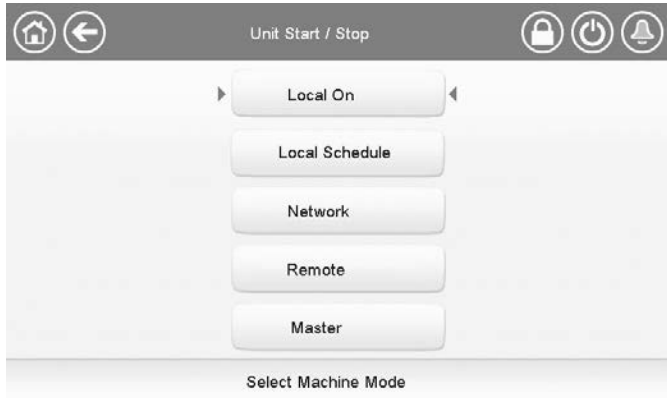 Unit Start / Stop
Local On
Local Schedule
Network
Remote
Master
Select Machine Mode